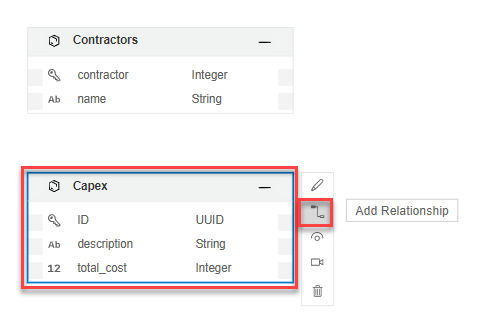 Contractors
contractor Integer
Ab name String
Capex
ID UUID
Add Relationship
Ab description String
12 total_cost Integer